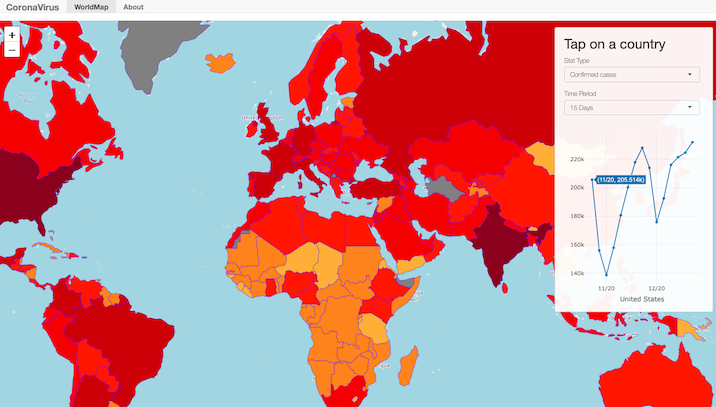 CoronaVirus WorldMap About
+
−
Tap on a country
Stat Type
Confirmed cases
Time Period
15 Days
220k
(11/20, 205.514k)
200k
180k
160k
140k
11/20 12/20
United States